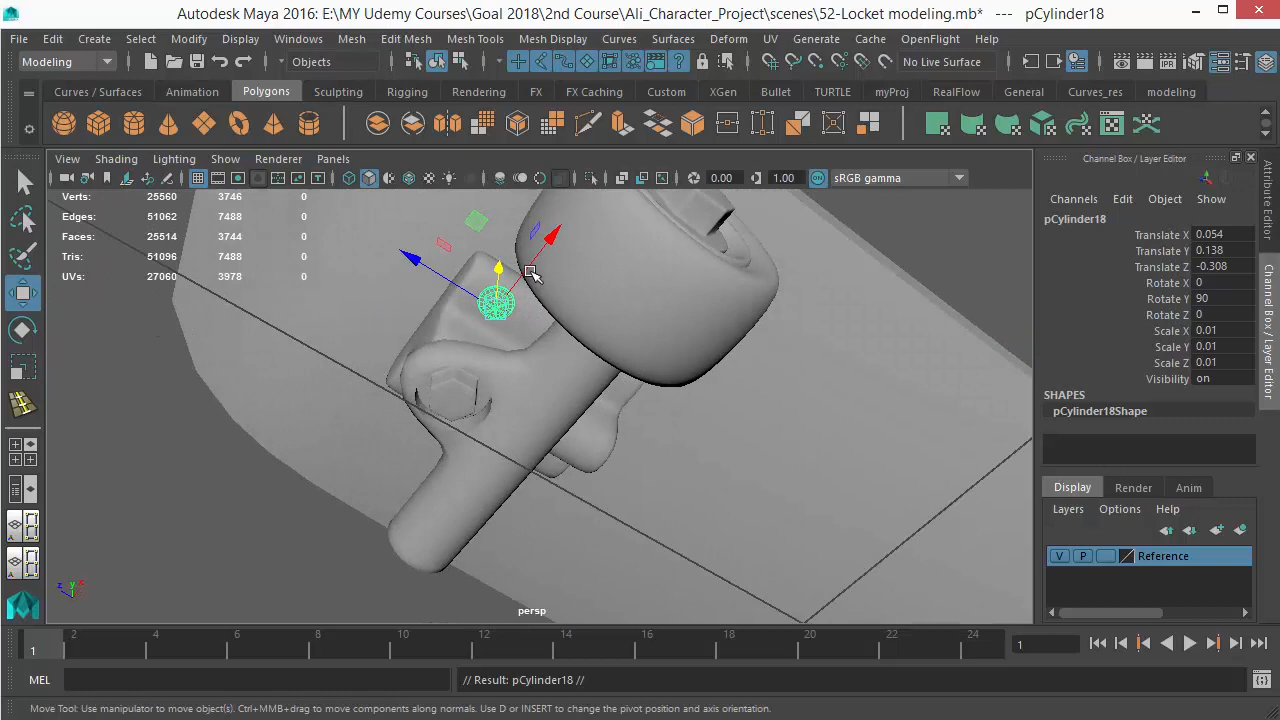 Autodesk Maya 2016: E:\MY Udemy Courses\Goal 2018\2nd Course\Ali_Character_Project\scenes\52-Locket modeling.mb* --- pCylinder18
File Edit Create Select Modify Display Windows Mesh Edit Mesh Mesh Tools Mesh Display Curves Surfaces Deform UV Generate Cache OpenFlight Help
Modeling Objects No Live Surface
Curves / Surfaces Animation Polygons Sculpting Rigging Rendering FX FX Caching Custom XGen Bullet TURTLE myProj RealFlow General Curves_res modeling
View Shading Lighting Show Renderer Panels
Channel Box / Layer Editor
0.00 1.00 sRGB gamma
Verts: 25560 3746 0
Edges: 51062 7488 0
Faces: 25514 3744 0
Tris: 51096 7488 0
UVs: 27060 3978 0
Channels Edit Object Show
pCylinder18
Translate X 0.054
Translate Y 0.138
Translate Z -0.308
Rotate X 0
Rotate Y 90
Rotate Z 0
Scale X 0.01
Scale Y 0.01
Scale Z 0.01
Visibility on
SHAPES
pCylinder18Shape
Display Render Anim
Layers Options Help
V P Reference
Attribute Editor
Channel Box / Layer Editor
persp
2 4 6 8 10 12 14 16 18 20 22 24
1 1
MEL // Result: pCylinder18 //
Move Tool: Use manipulator to move object(s). Ctrl+MMB+drag to move components along normals. Use D or INSERT to change the pivot position and axis orientation.